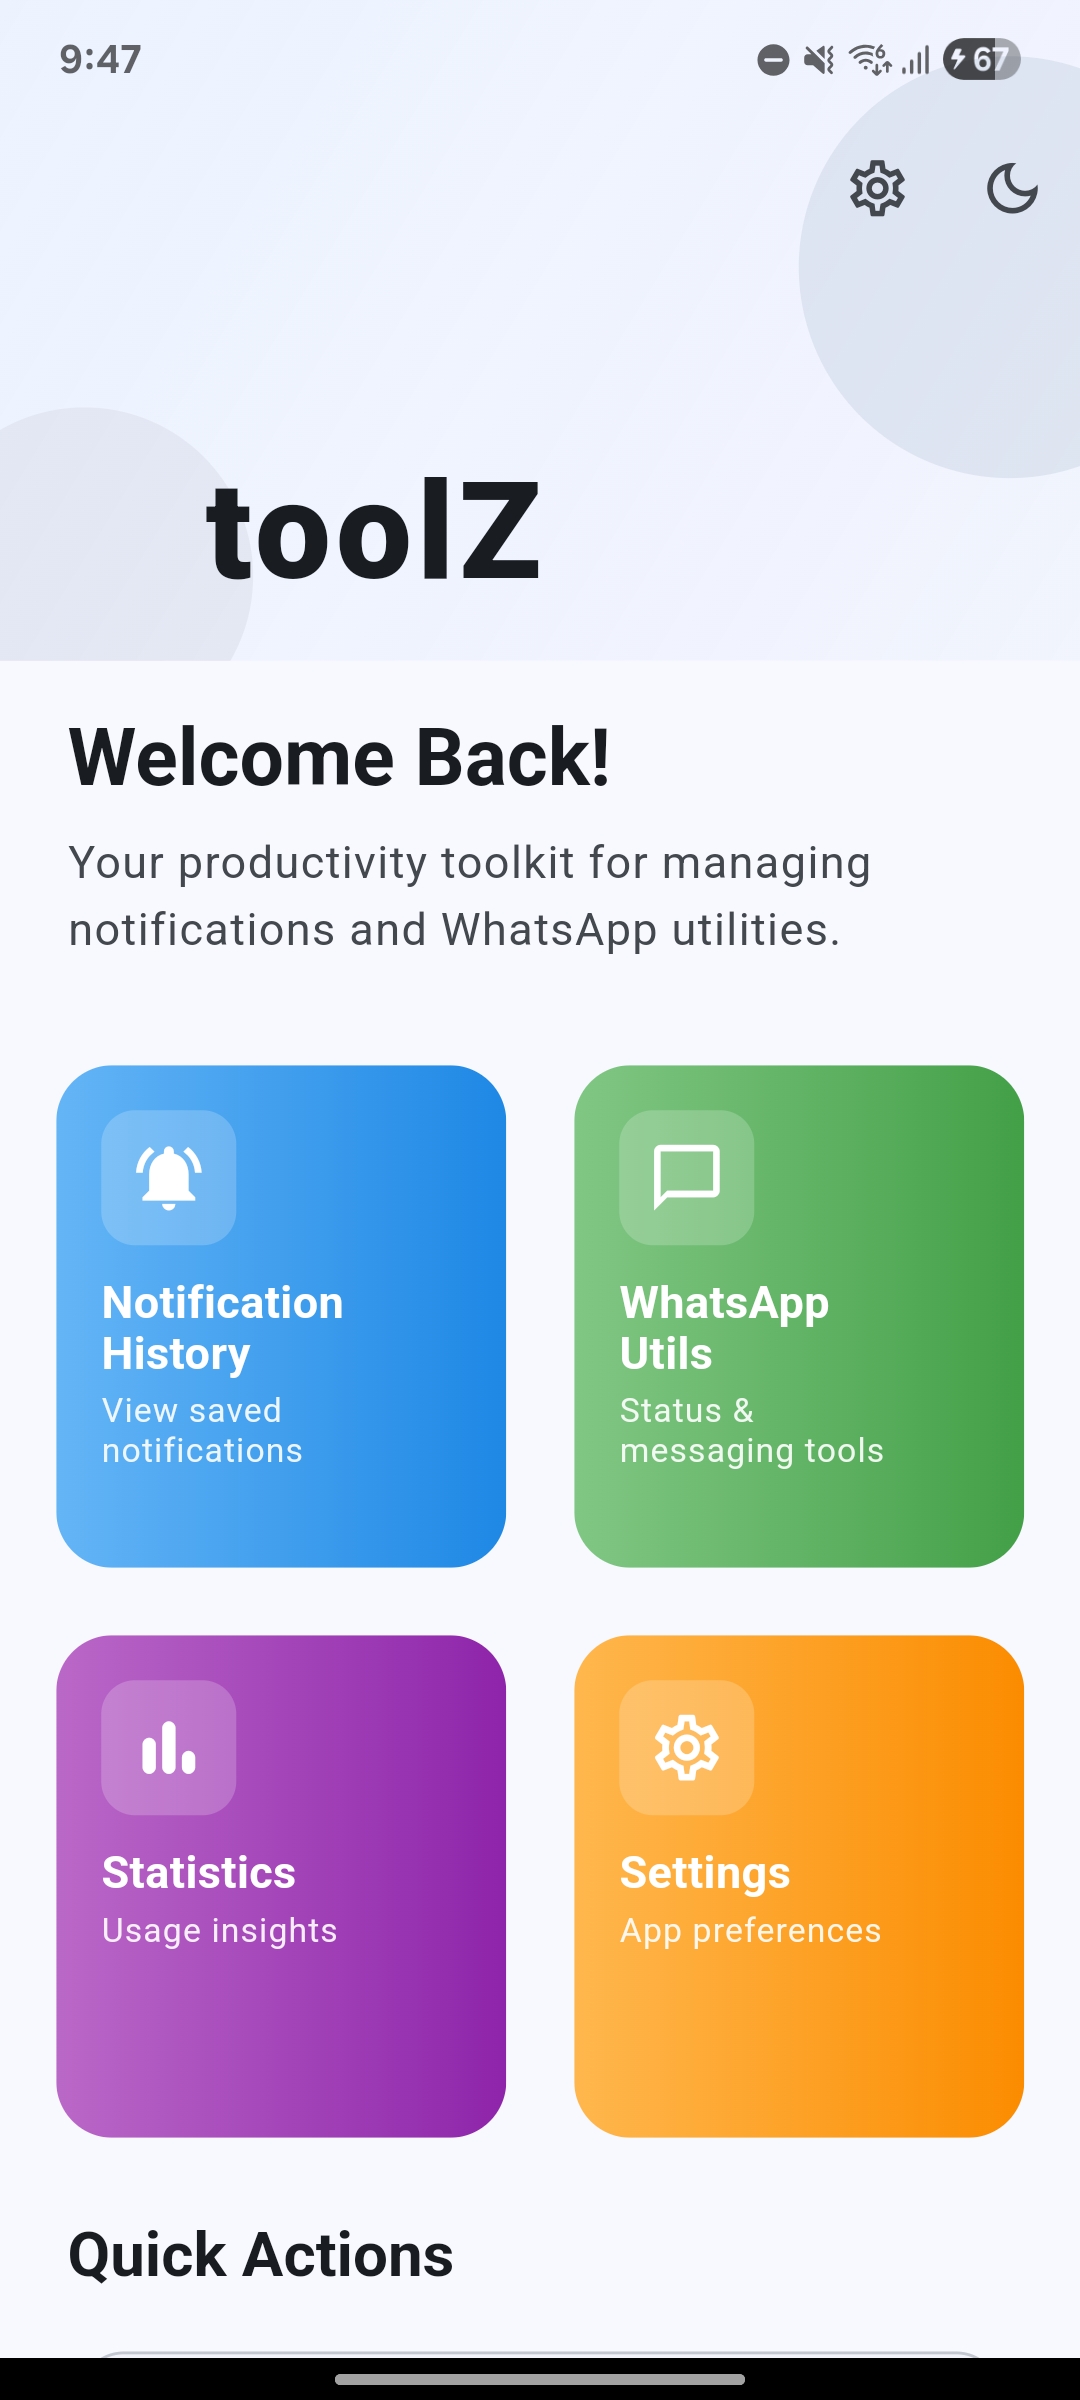 9:47
6
67
toolZ
Welcome Back!
Your productivity toolkit for managing
notifications and WhatsApp utilities.
Notification
History
View saved
notifications
WhatsApp
Utils
Status &
messaging tools
Statistics
Usage insights
Settings
App preferences
Quick Actions